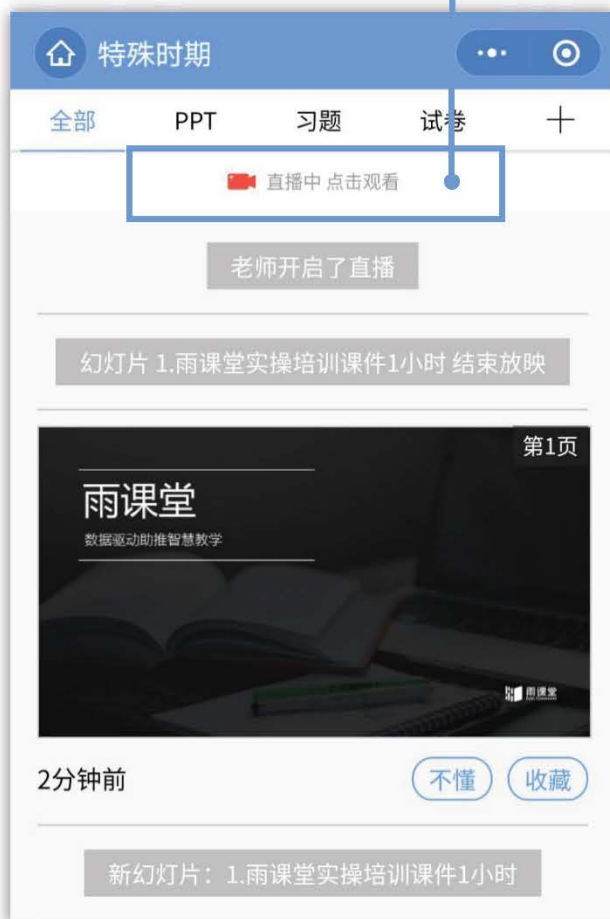 特殊时期
全部 PPT 习题 试卷
直播中 点击观看
老师开启了直播
幻灯片 1.雨课堂实操培训课件1小时 结束放映
第1页
雨课堂
数据驱动助推智慧教学
雨课堂
2分钟前 不懂 收藏
新幻灯片：1.雨课堂实操培训课件1小时